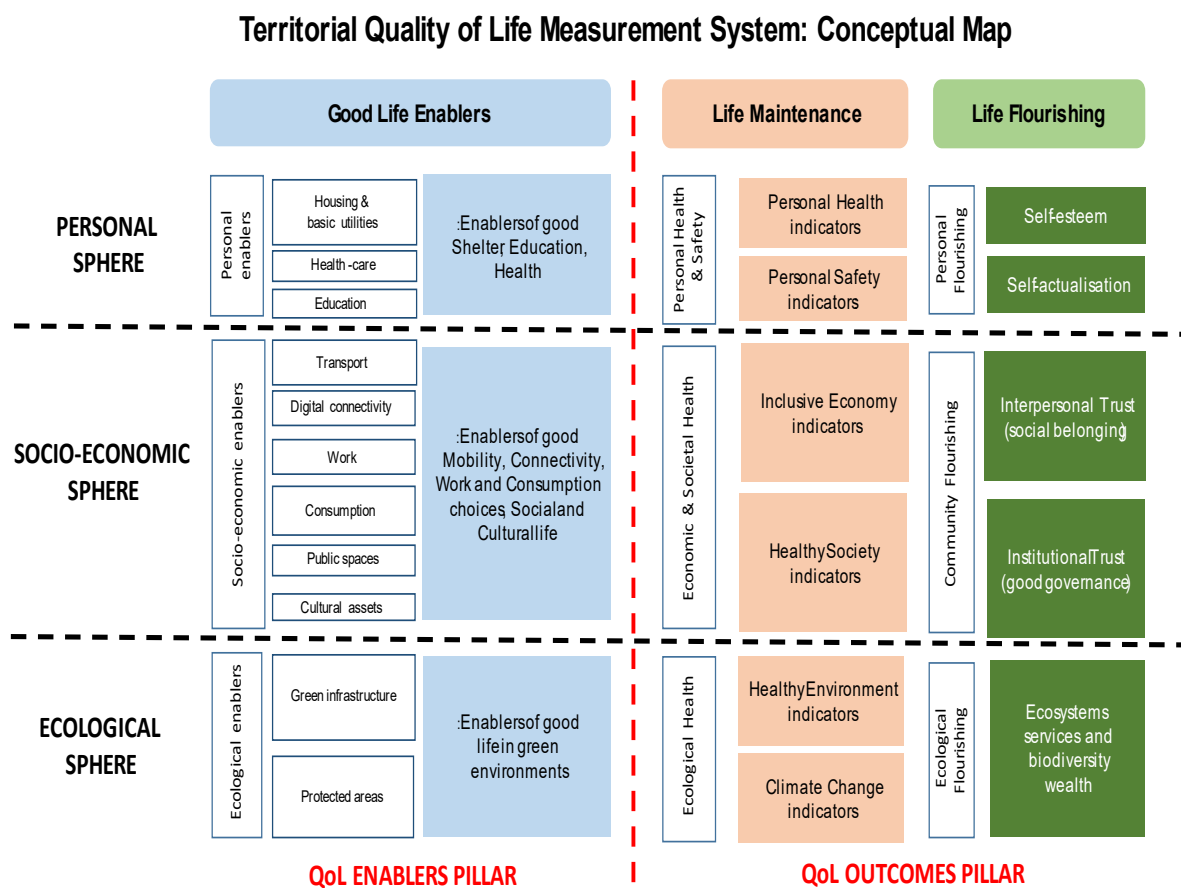 Territorial Quality of Life Measurement System: Conceptual Map
Good Life Enablers
Life Maintenance
Life Flourishing
PERSONAL
SPHERE
Personal
enablers
Housing &
basic utilities
Health -care
Education
:Enablersof good
Shelter, Education,
Health
Personal Health
& Safety
Personal Health
indicators
Personal Safety
indicators
Personal
Flourishing
Self-esteem
Self-actualisation
SOCIO-ECONOMIC
SPHERE
Socio-economic enablers
Transport
Digital connectivity
Work
Consumption
Public spaces
Cultural assets
:Enablersof good
Mobility, Connectivity,
Work and Consumption
choices, Socialand
Culturallife
Economic & Societal Health
Inclusive Economy
indicators
HealthySociety
indicators
Community Flourishing
Interpersonal Trust
(social belonging)
InstitutionalTrust
(good governance)
ECOLOGICAL
SPHERE
Ecological enablers
Green infrastructure
Protected areas
:Enablersof good
lifein green
environments
Ecological Health
HealthyEnvironment
indicators
Climate Change
indicators
Ecological
Flourishing
Ecosystems
services and
biodiversity
wealth
QoL ENABLERS PILLAR
QoL OUTCOMES PILLAR